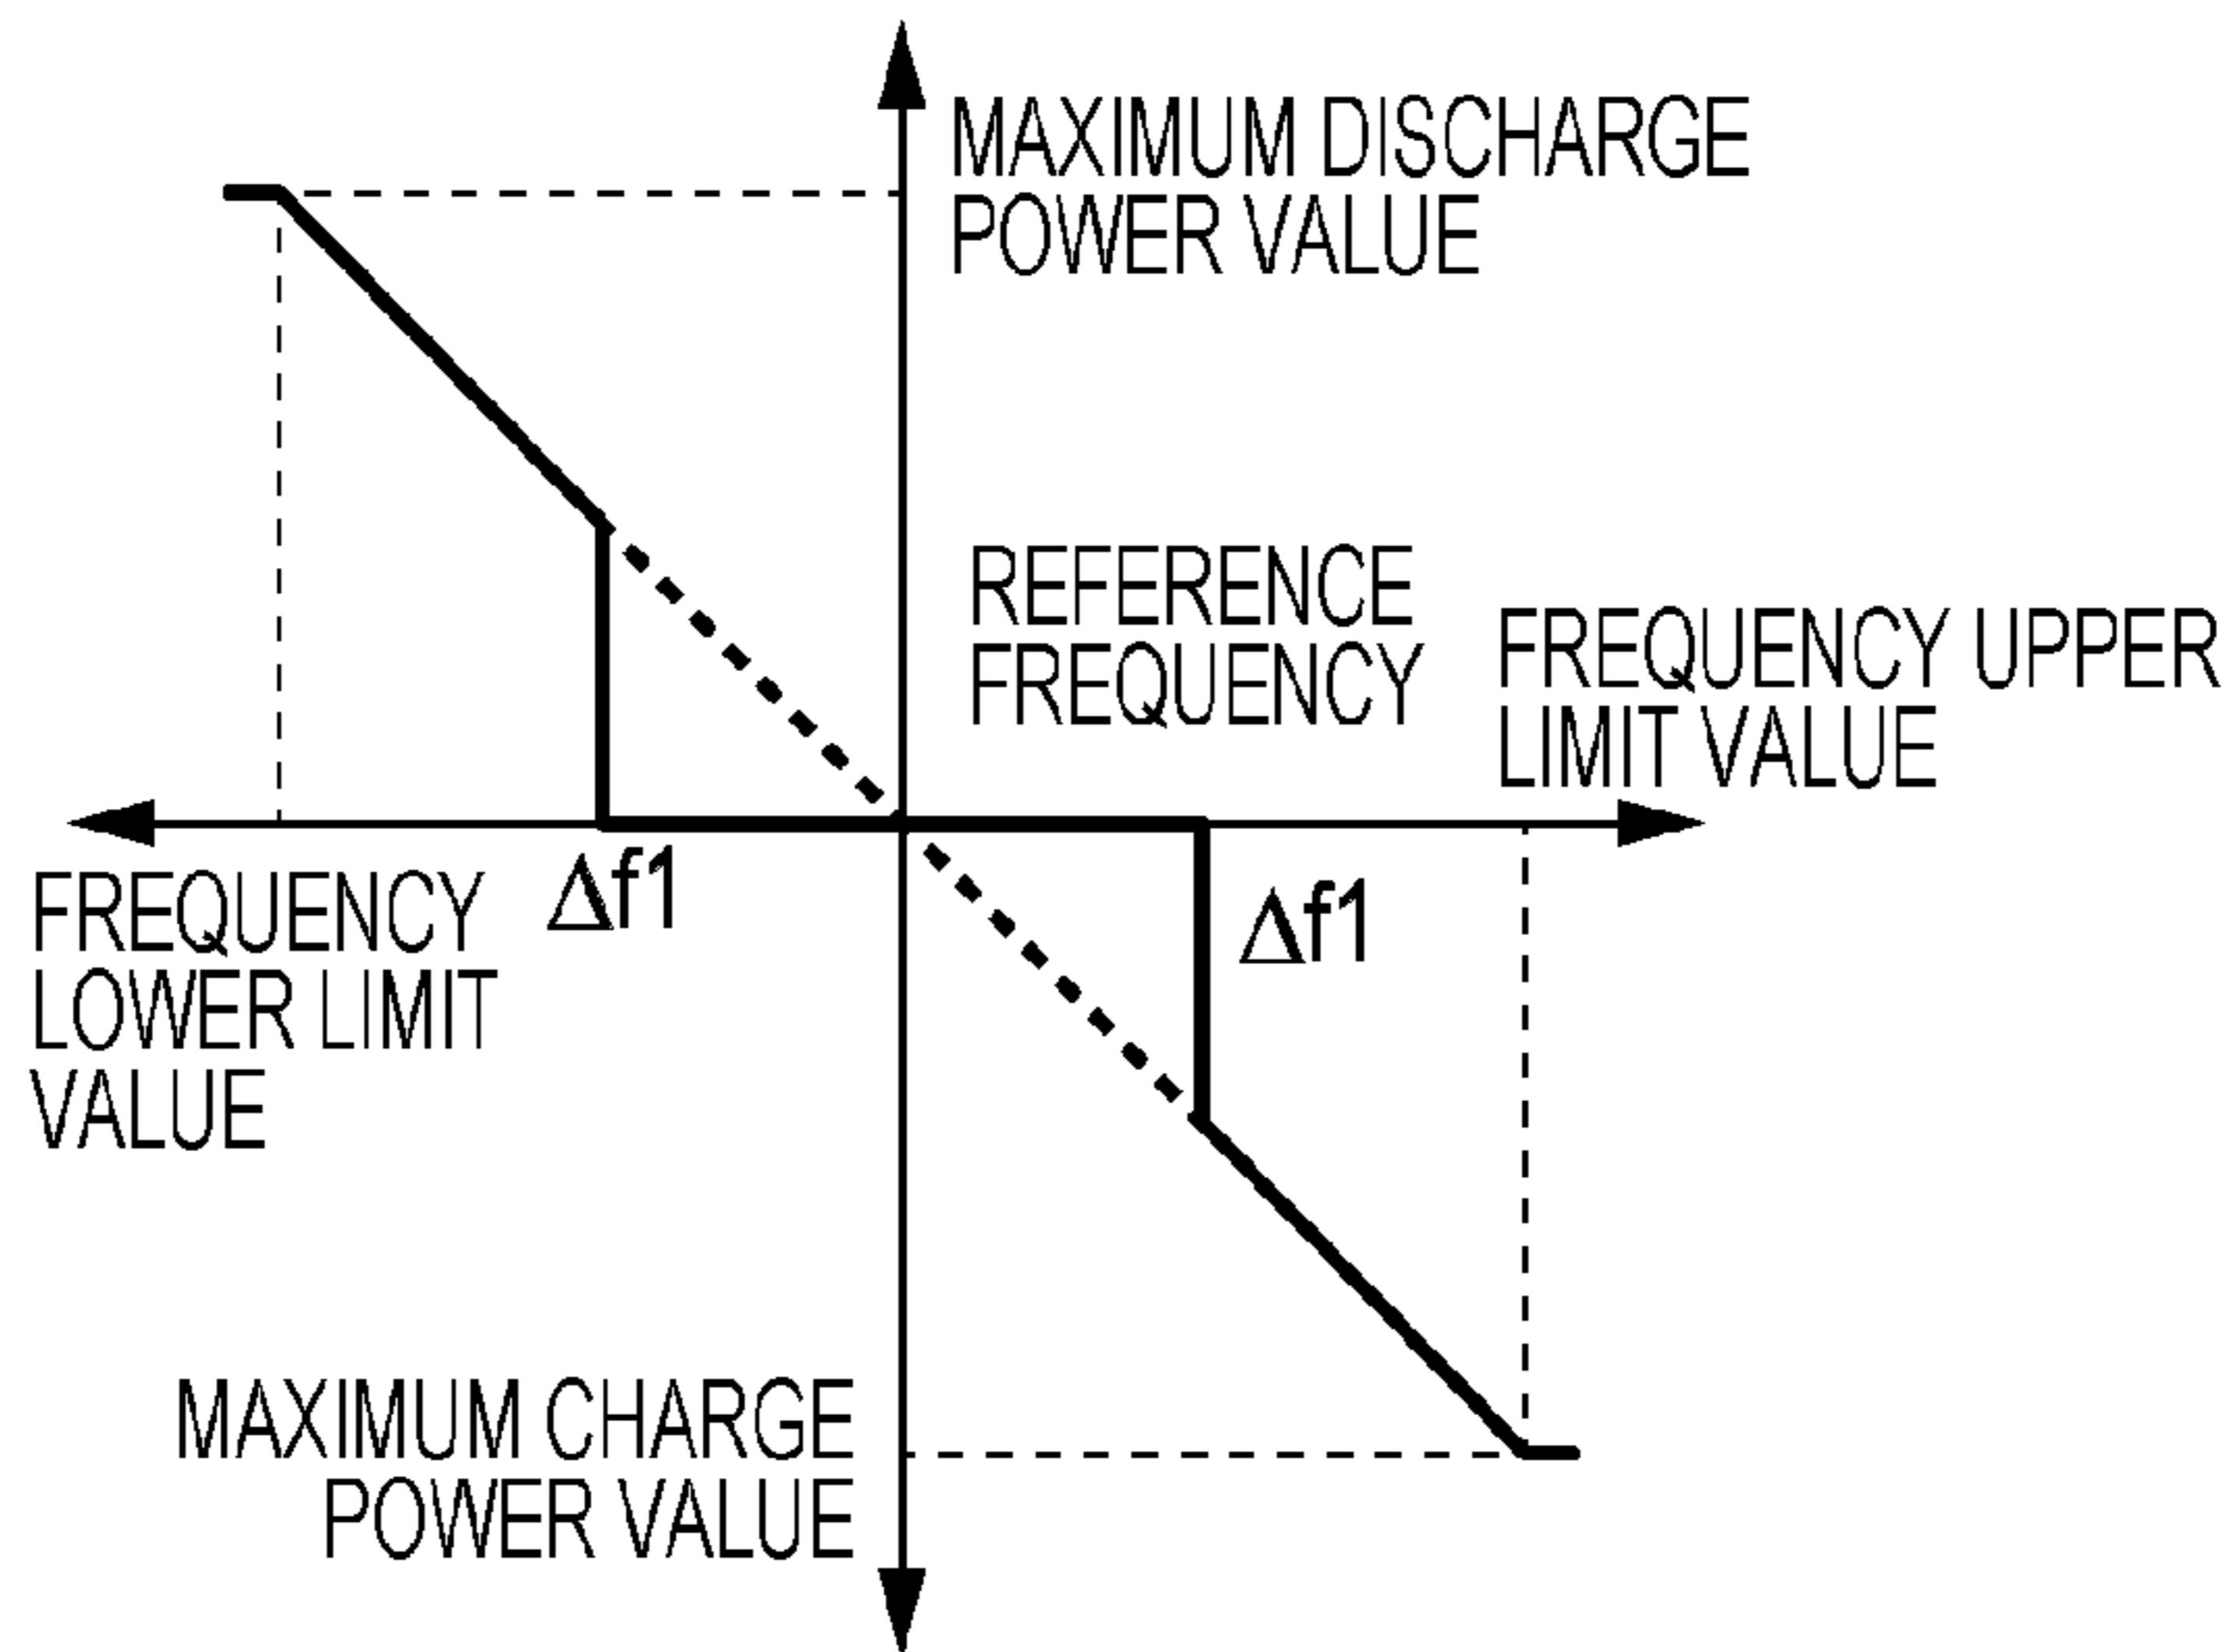 MAXIMUM DISCHARGE
POWER VALUE
REFERENCE
FREQUENCY
FREQUENCY UPPER
LIMIT VALUE
FREQUENCY
LOWER LIMIT
VALUE
Δf1
Δf1
MAXIMUM CHARGE
POWER VALUE